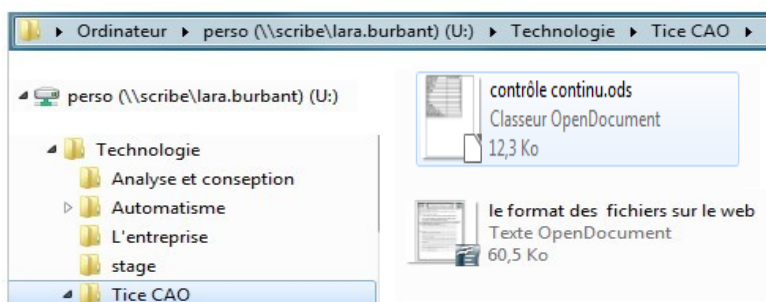 Ordinateur ▸ perso (\\scribe\lara.burbant) (U:) ▸ Technologie ▸ Tice CAO ▸
perso (\\scribe\lara.burbant) (U:)
Technologie
Analyse et conseption
Automatisme
L'entreprise
stage
Tice CAO
contrôle continu.ods
Classeur OpenDocument
12,3 Ko
le format des fichiers sur le web
Texte OpenDocument
60,5 Ko